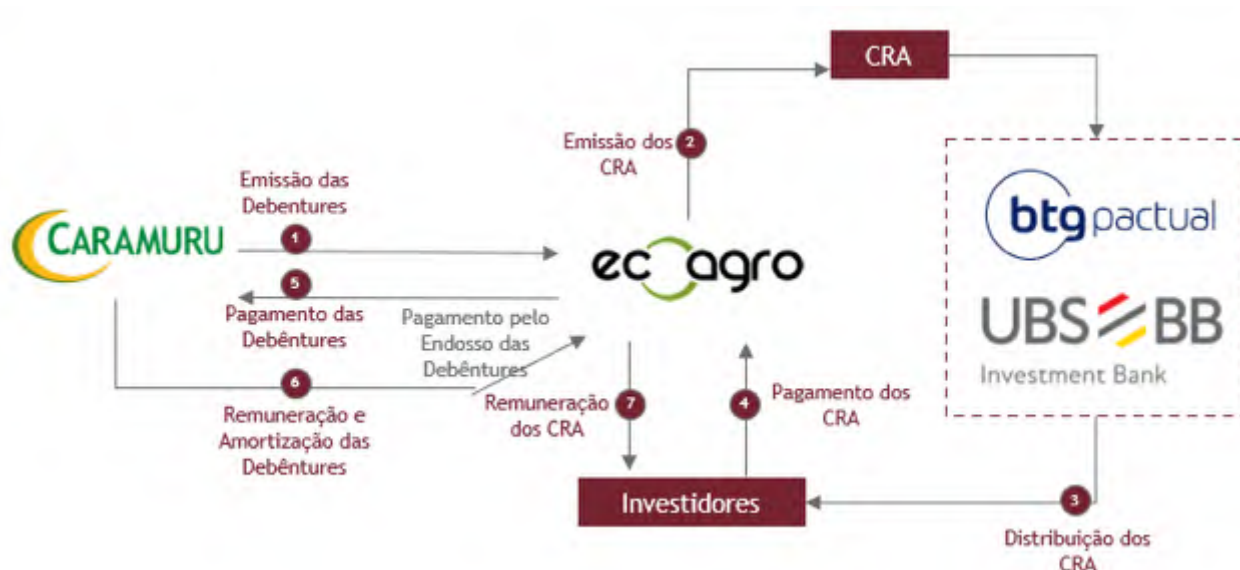 CRA
Emissão dos
2
CRA
Emissão das
Debentures
1
CARAMURU
ecoagro
btg pactual
UBS BB
Investment Bank
5
Pagamento das
Debêntures
Pagamento pelo
Endosso das
Debêntures
6
Remuneração e
Amortização das
Debêntures
Remuneração
dos CRA
7
4
Pagamento dos
CRA
Investidores
3
Distribuição dos
CRA